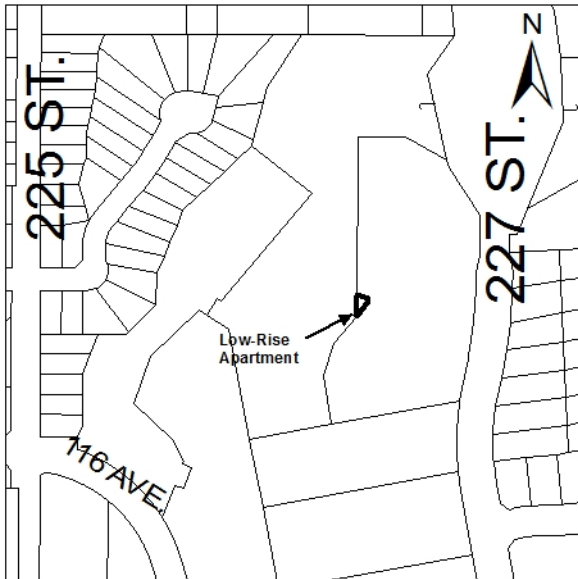 N
225 ST.
227 ST.
Low-Rise
Apartment
116 AVE.